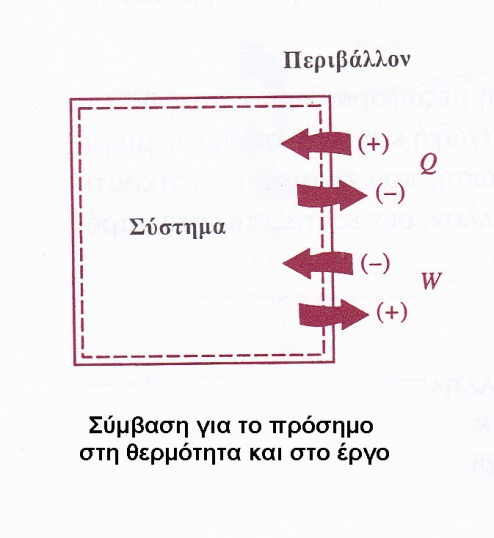 Περιβάλλον
(+)
Q
(−)
Σύστημα
(−)
W
(+)
Σύμβαση για το πρόσημο
στη θερμότητα και στο έργο